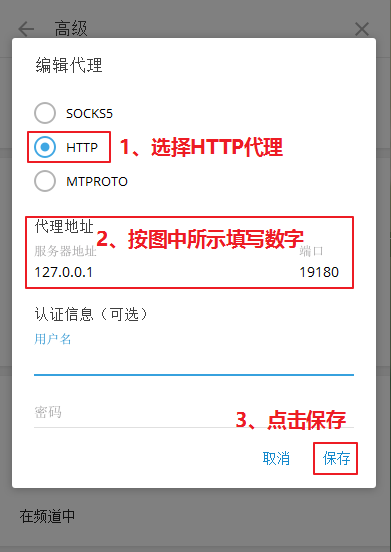 高级
编辑代理
SOCKS5
HTTP
1、选择HTTP代理
MTPROTO
代理地址
2、按图中所示填写数字
服务器地址
端口
127.0.0.1
19180
认证信息（可选）
用户名
密码
3、点击保存
取消
保存
在频道中